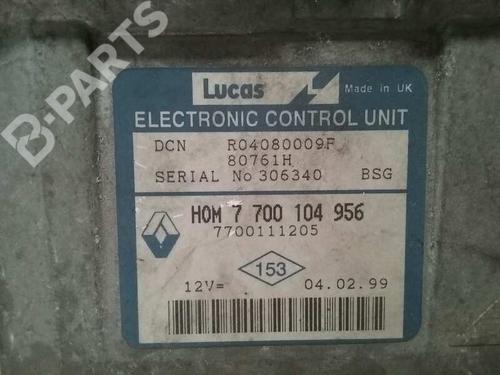 B-PARTS
Lucas L Made in UK
ELECTRONIC CONTROL UNIT
DCN R04080009F
80761H
SERIAL No 306340 BSG
HOM 7 700 104 956
7700111205
153
12V= 04.02.99